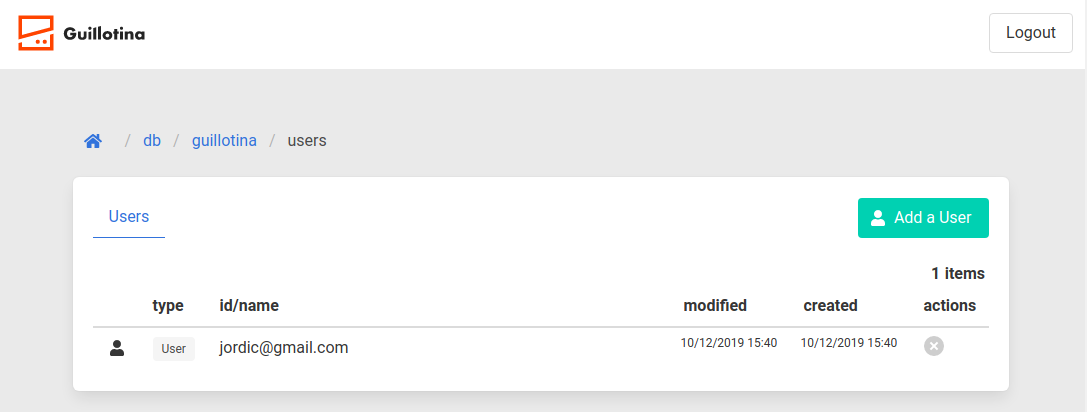 Guillotina
Logout
/ db / guillotina / users
Users
Add a User
1 items
type id/name modified created actions
User jordic@gmail.com 10/12/2019 15:40 10/12/2019 15:40